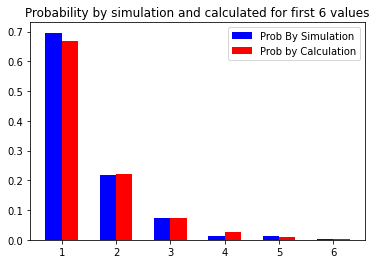 Probability by simulation and calculated for first 6 values
Prob By Simulation
Prob by Calculation
0.7
0.6
0.5
0.4
0.3
0.2
0.1
0.0
1 2 3 4 5 6